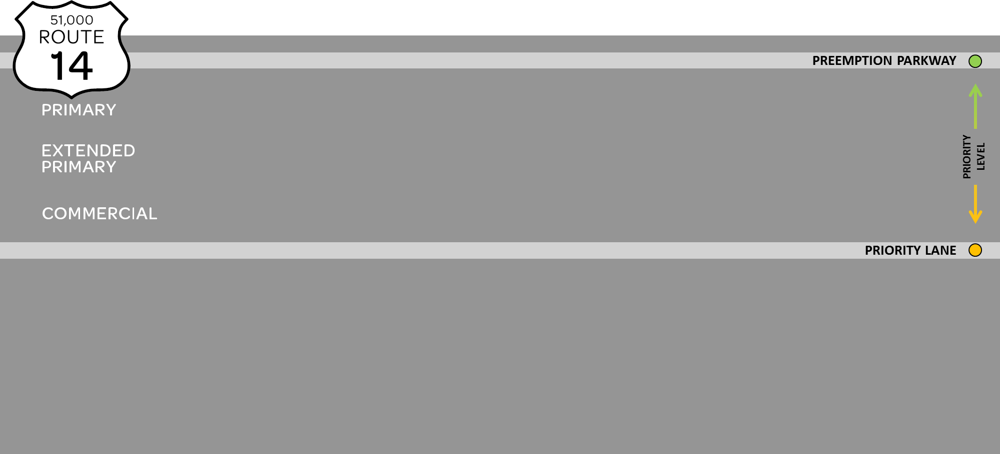 51,000
ROUTE
14
PREEMPTION PARKWAY
PRIMARY
EXTENDED
PRIMARY
PRIORITY
LEVEL
COMMERCIAL
PRIORITY LANE